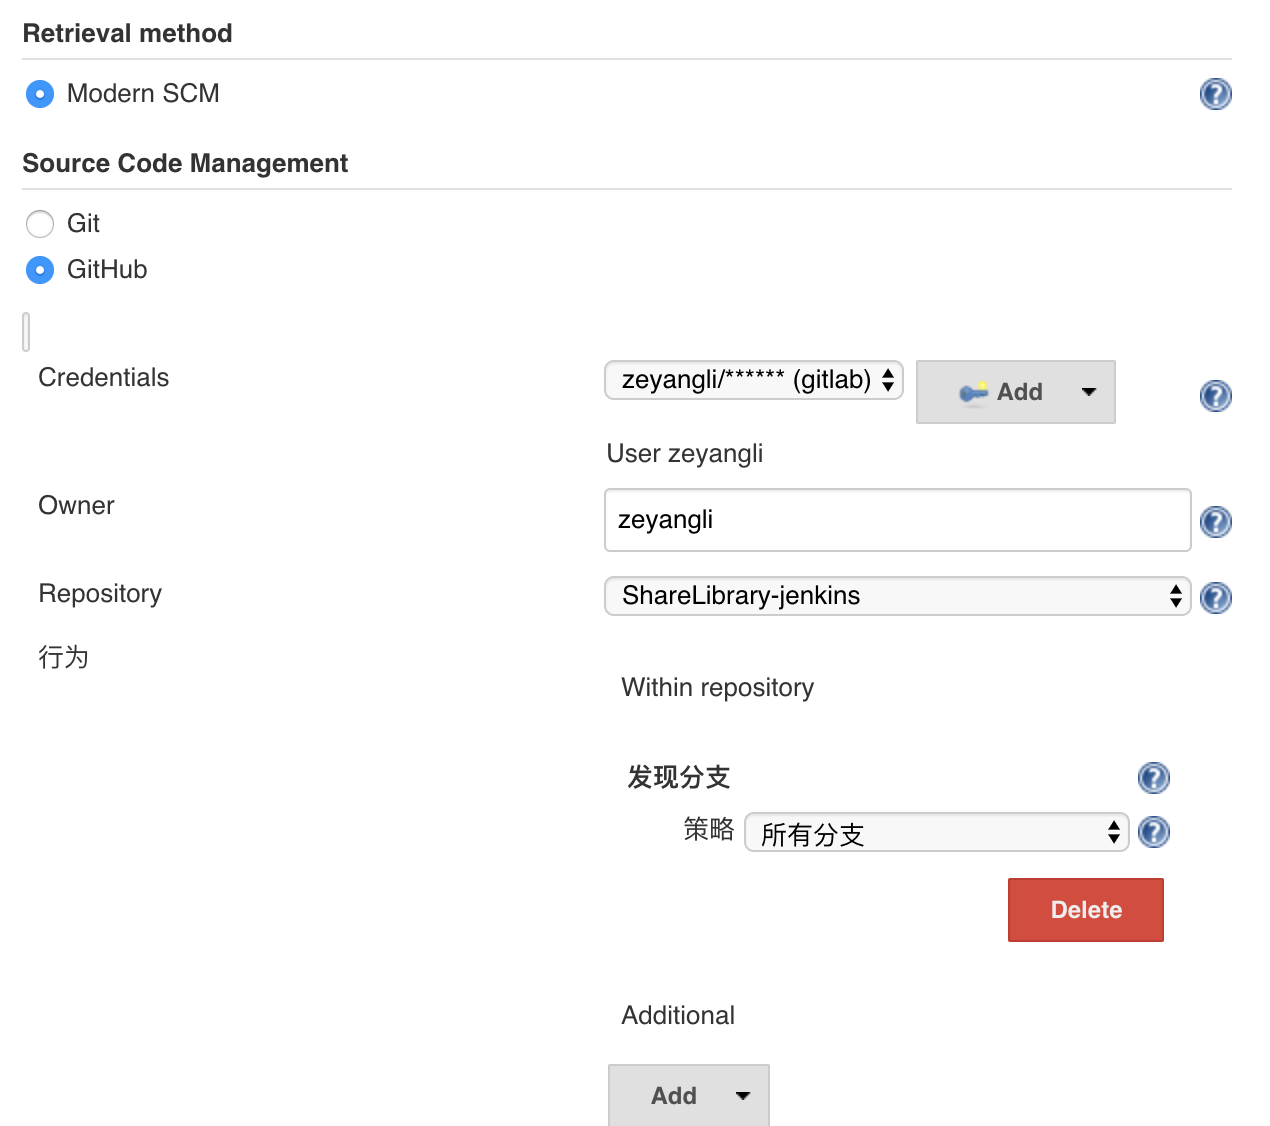 Retrieval method
Modern SCM
Source Code Management
Git
GitHub
Credentials
zeyangli/****** (gitlab)
Add
User zeyangli
Owner
zeyangli
Repository
ShareLibrary-jenkins
行为
Within repository
发现分支
策略 所有分支
Delete
Additional
Add